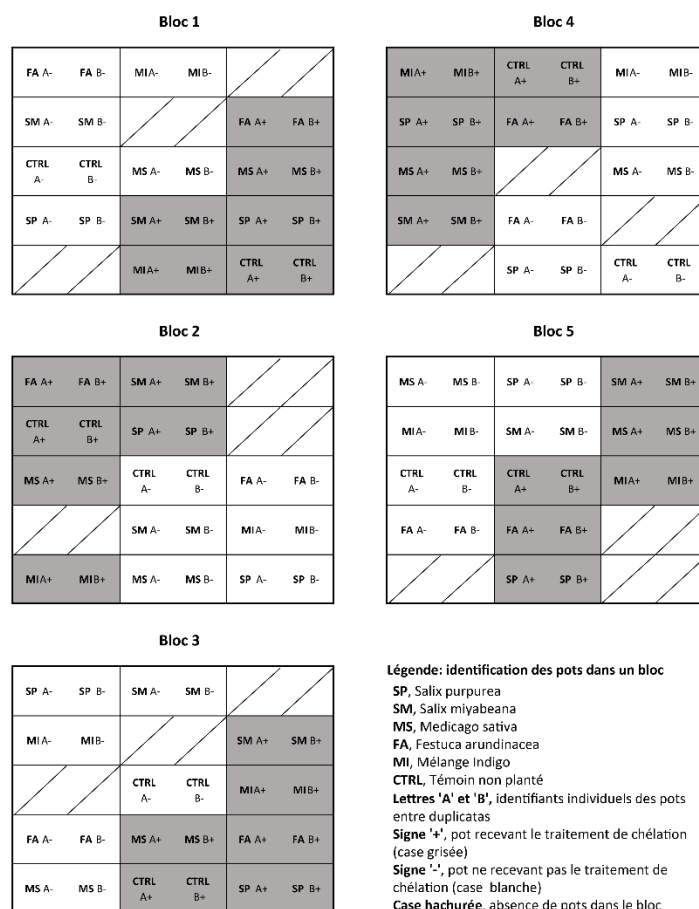 Bloc 1
FA A- FA B- MI A- MI B-
SM A- SM B- FA A+ FA B+
CTRL A- CTRL B- MS A- MS B- MS A+ MS B+
SP A- SP B- SM A+ SM B+ SP A+ SP B+
MI A+ MI B+ CTRL A+ CTRL B+
Bloc 2
FA A+ FA B+ SM A+ SM B+
CTRL A+ CTRL B+ SP A+ SP B+
MS A+ MS B+ CTRL A- CTRL B- FA A- FA B-
SM A- SM B- MI A- MI B-
MI A+ MI B+ MS A- MS B- SP A- SP B-
Bloc 3
SP A- SP B- SM A- SM B-
MI A- MI B- SM A+ SM B+
CTRL A- CTRL B- MI A+ MI B+
FA A- FA B- MS A+ MS B+ FA A+ FA B+
MS A- MS B- CTRL A+ CTRL B+ SP A+ SP B+
Bloc 4
MI A+ MI B+ CTRL A+ CTRL B+ MI A- MI B-
SP A+ SP B+ FA A+ FA B+ SP A- SP B-
MS A+ MS B+ MS A- MS B-
SM A+ SM B+ FA A- FA B-
SP A- SP B- CTRL A- CTRL B-
Bloc 5
MS A- MS B- SP A- SP B- SM A+ SM B+
MI A- MI B- SM A- SM B- MS A+ MS B+
CTRL A- CTRL B- CTRL A+ CTRL B+ MI A+ MI B+
FA A- FA B- FA A+ FA B+
SP A+ SP B+
Légende: identification des pots dans un bloc
SP, Salix purpurea
SM, Salix miyabeana
MS, Medicago sativa
FA, Festuca arundinacea
MI, Mélange Indigo
CTRL, Témoin non planté
Lettres 'A' et 'B', identifiants individuels des pots
entre duplicatas
Signe '+', pot recevant le traitement de chélation
(case grisée)
Signe '-', pot ne recevant pas le traitement de
chélation (case blanche)
Case hachurée, absence de pots dans le bloc